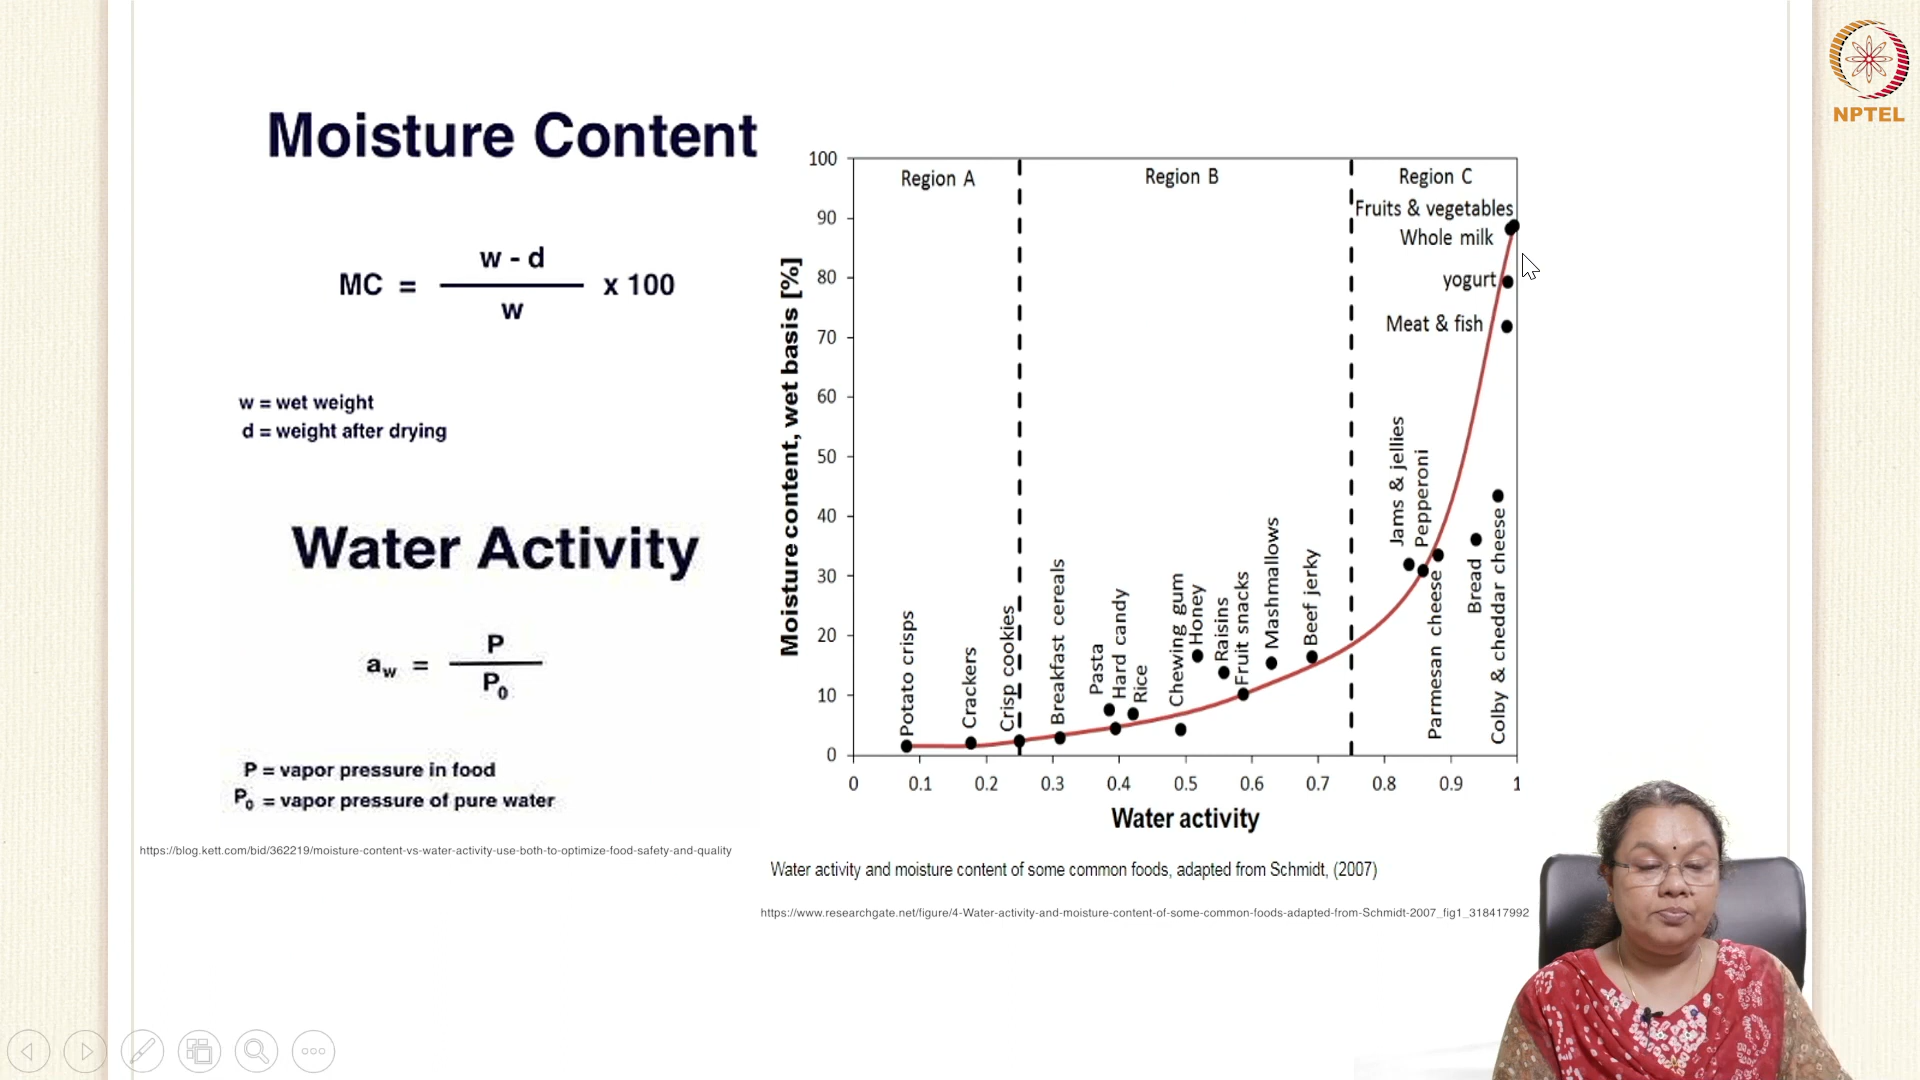 NPTEL
Moisture Content
MC = w - d / w x 100
w = wet weight
d = weight after drying
Water Activity
aw = P / P0
P = vapor pressure in food
P0 = vapor pressure of pure water
https://blog.kett.com/bid/362219/moisture-content-vs-water-activity-use-both-to-optimize-food-safety-and-quality
Moisture content, wet basis [%]
100
90
80
70
60
50
40
30
20
10
0
Region A
Region B
Region C
Fruits & vegetables
Whole milk
yogurt
Meat & fish
Potato crisps
Crackers
Crisp cookies
Breakfast cereals
Pasta
Hard candy
Rice
Chewing gum
Honey
Raisins
Fruit snacks
Mashmallows
Beef jerky
Jams & jellies
Pepperoni
Parmesan cheese
Bread
Colby & cheddar cheese
0 0.1 0.2 0.3 0.4 0.5 0.6 0.7 0.8 0.9 1
Water activity
Water activity and moisture content of some common foods, adapted from Schmidt, (2007)
https://www.researchgate.net/figure/4-Water-activity-and-moisture-content-of-some-common-foods-adapted-from-Schmidt-2007_fig1_318417992